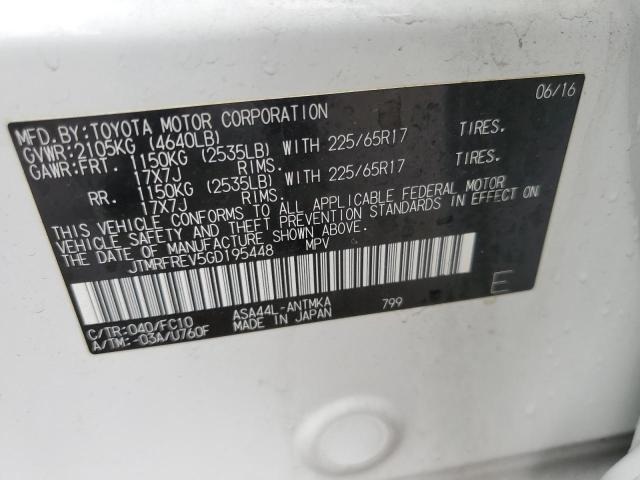 06/16
MFD.BY:TOYOTA MOTOR CORPORATION
GVWR:2105KG (4640LB)
GAWR:FRT. 1150KG (2535LB) WITH 225/65R17 TIRES.
17X7J RIMS.
RR. 1150KG (2535LB) WITH 225/65R17 TIRES.
17X7J RIMS.
THIS VEHICLE CONFORMS TO ALL APPLICABLE FEDERAL MOTOR
VEHICLE SAFETY AND THEFT PREVENTION STANDARDS IN EFFECT ON
THE DATE OF MANUFACTURE SHOWN ABOVE.
JTMRFREV5GD195448 MPV
E
C/TR:040/FC10 ASA44L-ANTMKA 799
A/TM:-03A/U760F MADE IN JAPAN